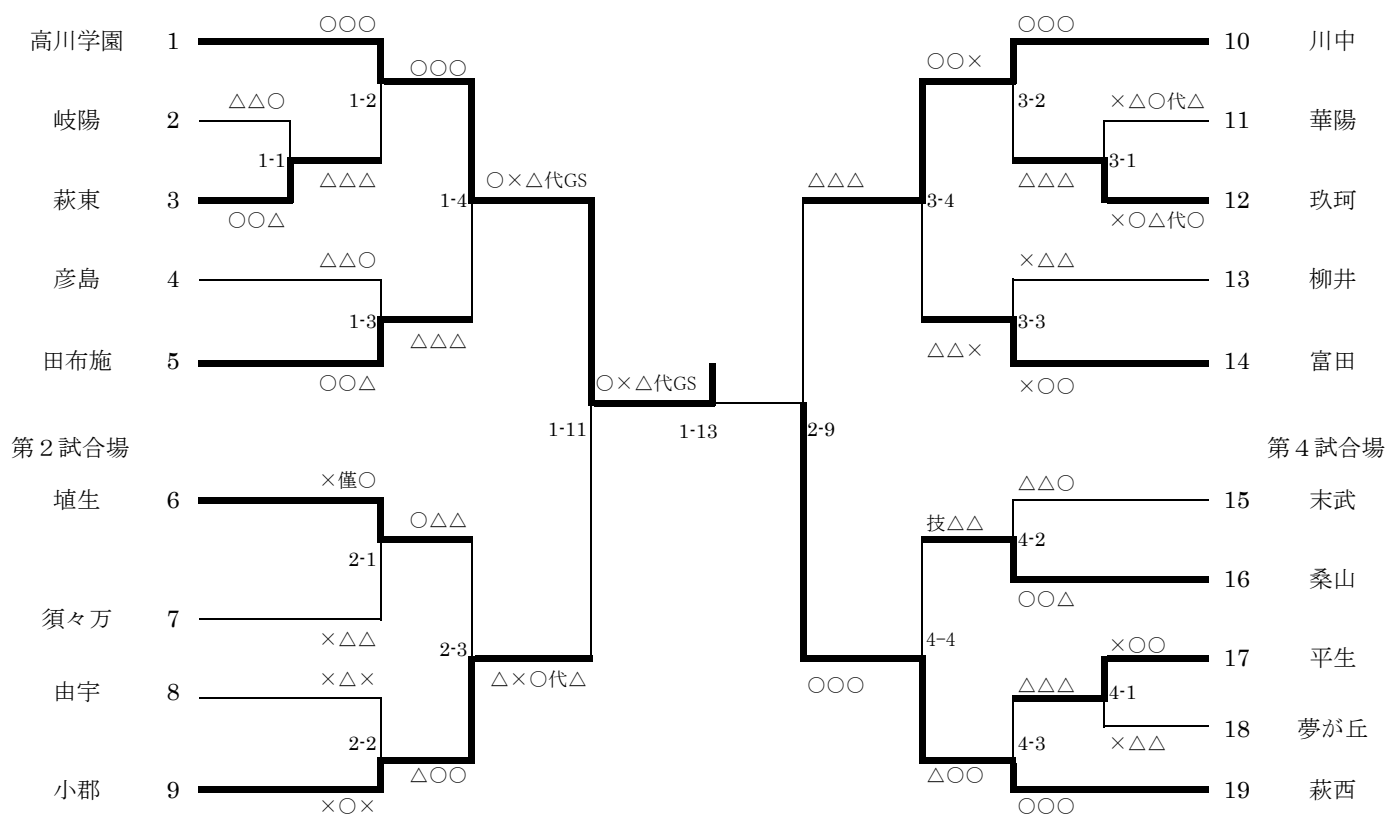 ○○○
高川学園 1
○○○
1-2
△△○
岐陽 2
1-1
△△△
萩東 3
○○△
○×△代GS
1-4
△△○
彦島 4
1-3
△△△
田布施 5
○○△
○×△代GS
1-11
1-13
第２試合場
×僅○
埴生 6
○△△
2-1
須々万 7
×△△
2-3
△×○代△
×△×
由宇 8
2-2
△○○
小郡 9
×○×
○○○
10 川中
○○×
3-2
×△○代△
11 華陽
3-1
△△△
12 玖珂
×○△代○
△△△
3-4
×△△
13 柳井
3-3
△△×
14 富田
×○○
2-9
第４試合場
△△○
15 末武
技△△
4-2
16 桑山
○○△
4-4
○○○
×○○
17 平生
△△△
4-1
18 夢が丘
×△△
4-3
△○○
19 萩西
○○○